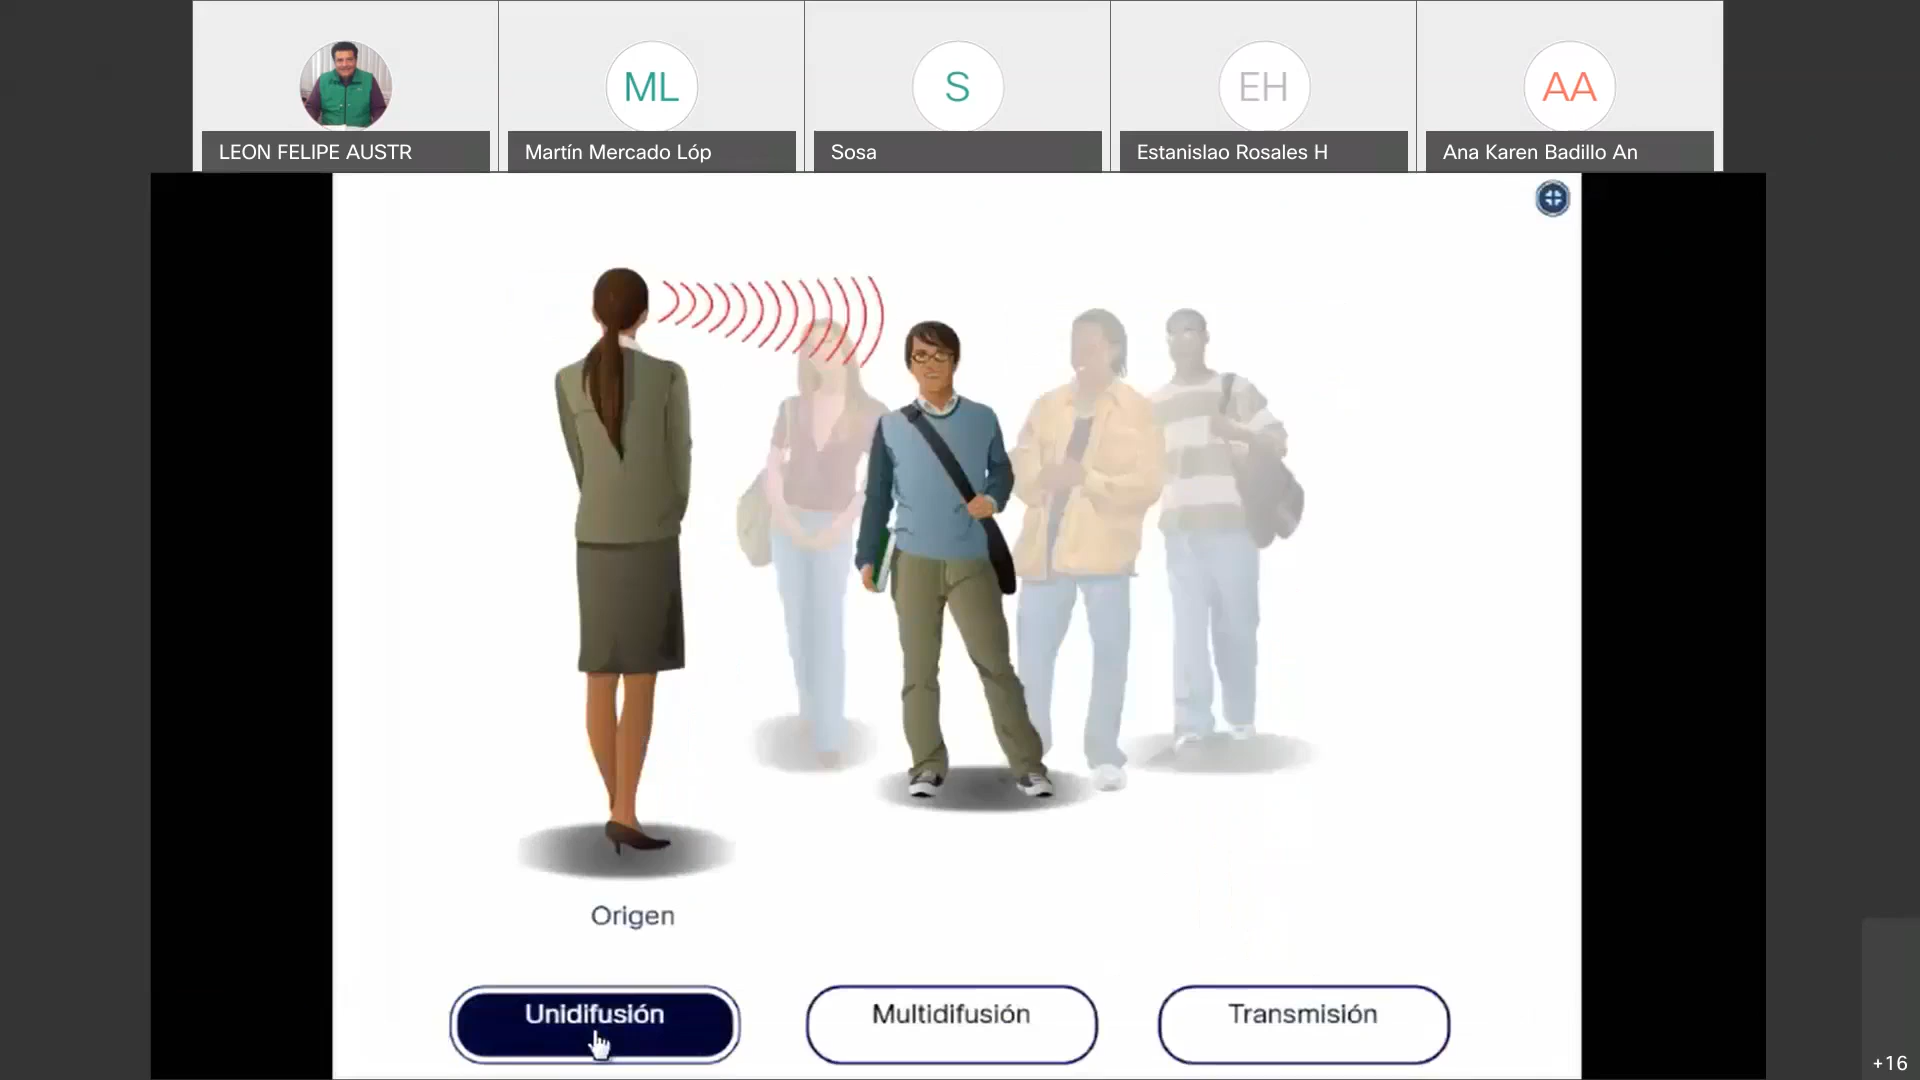 ML
S
EH
AA
LEON FELIPE AUSTR
Martín Mercado Lóp
Sosa
Estanislao Rosales H
Ana Karen Badillo An
Origen
Unidifusión
Multidifusión
Transmisión
+16